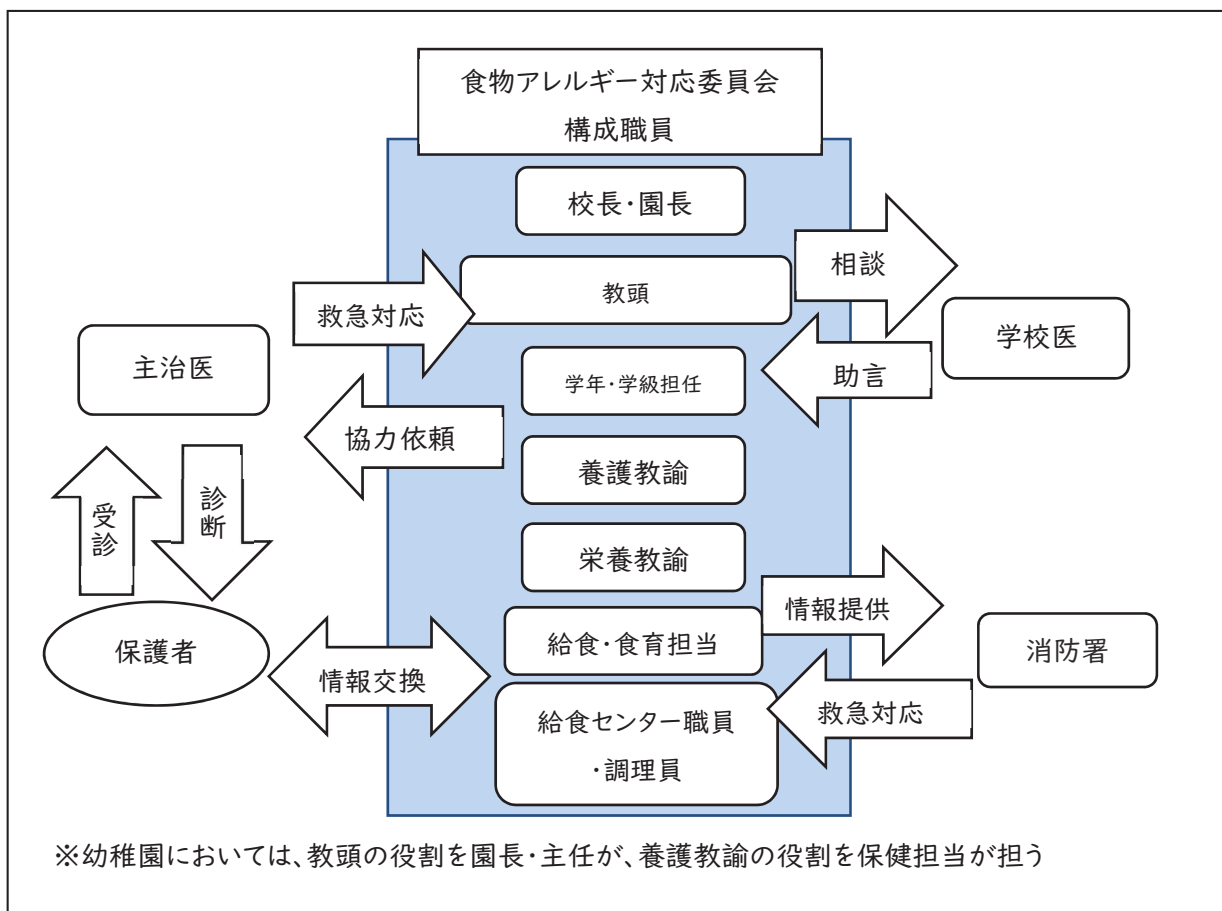 食物アレルギー対応委員会
構成職員
校長・園長
教頭
学年・学級担任
養護教諭
栄養教諭
給食・食育担当
給食センター職員
・調理員
主治医
救急対応
協力依頼
受診
診断
保護者
情報交換
相談
助言
学校医
情報提供
救急対応
消防署
※幼稚園においては、教頭の役割を園長・主任が、養護教諭の役割を保健担当が担う